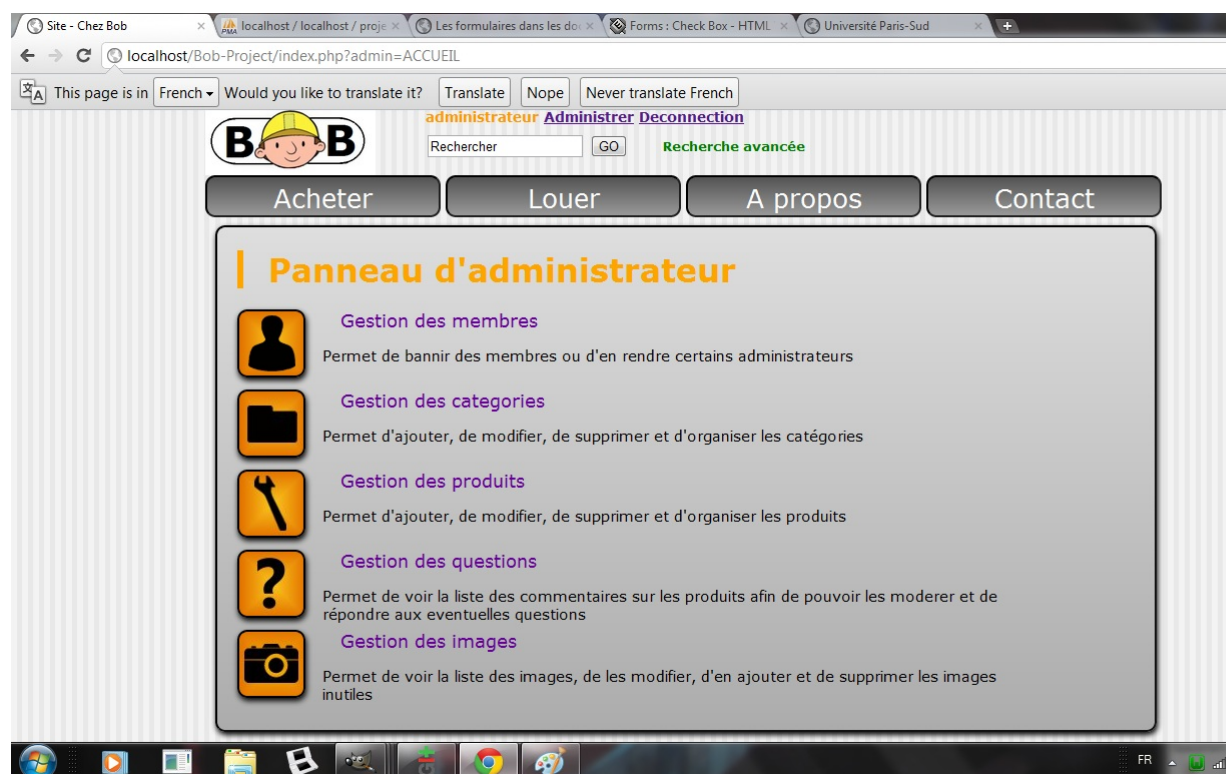 Site - Chez Bob
localhost / localhost / proje
Les formulaires dans les do
Forms : Check Box - HTML
Université Paris-Sud
localhost/Bob-Project/index.php?admin=ACCUEIL
This page is in French Would you like to translate it? Translate Nope Never translate French
B B
administrateur Administrer Deconnection
Rechercher GO Recherche avancée
Acheter Louer A propos Contact
Panneau d'administrateur
Gestion des membres
Permet de bannir des membres ou d'en rendre certains administrateurs
Gestion des categories
Permet d'ajouter, de modifier, de supprimer et d'organiser les catégories
Gestion des produits
Permet d'ajouter, de modifier, de supprimer et d'organiser les produits
Gestion des questions
Permet de voir la liste des commentaires sur les produits afin de pouvoir les moderer et de
répondre aux eventuelles questions
Gestion des images
Permet de voir la liste des images, de les modifier, d'en ajouter et de supprimer les images
inutiles
FR